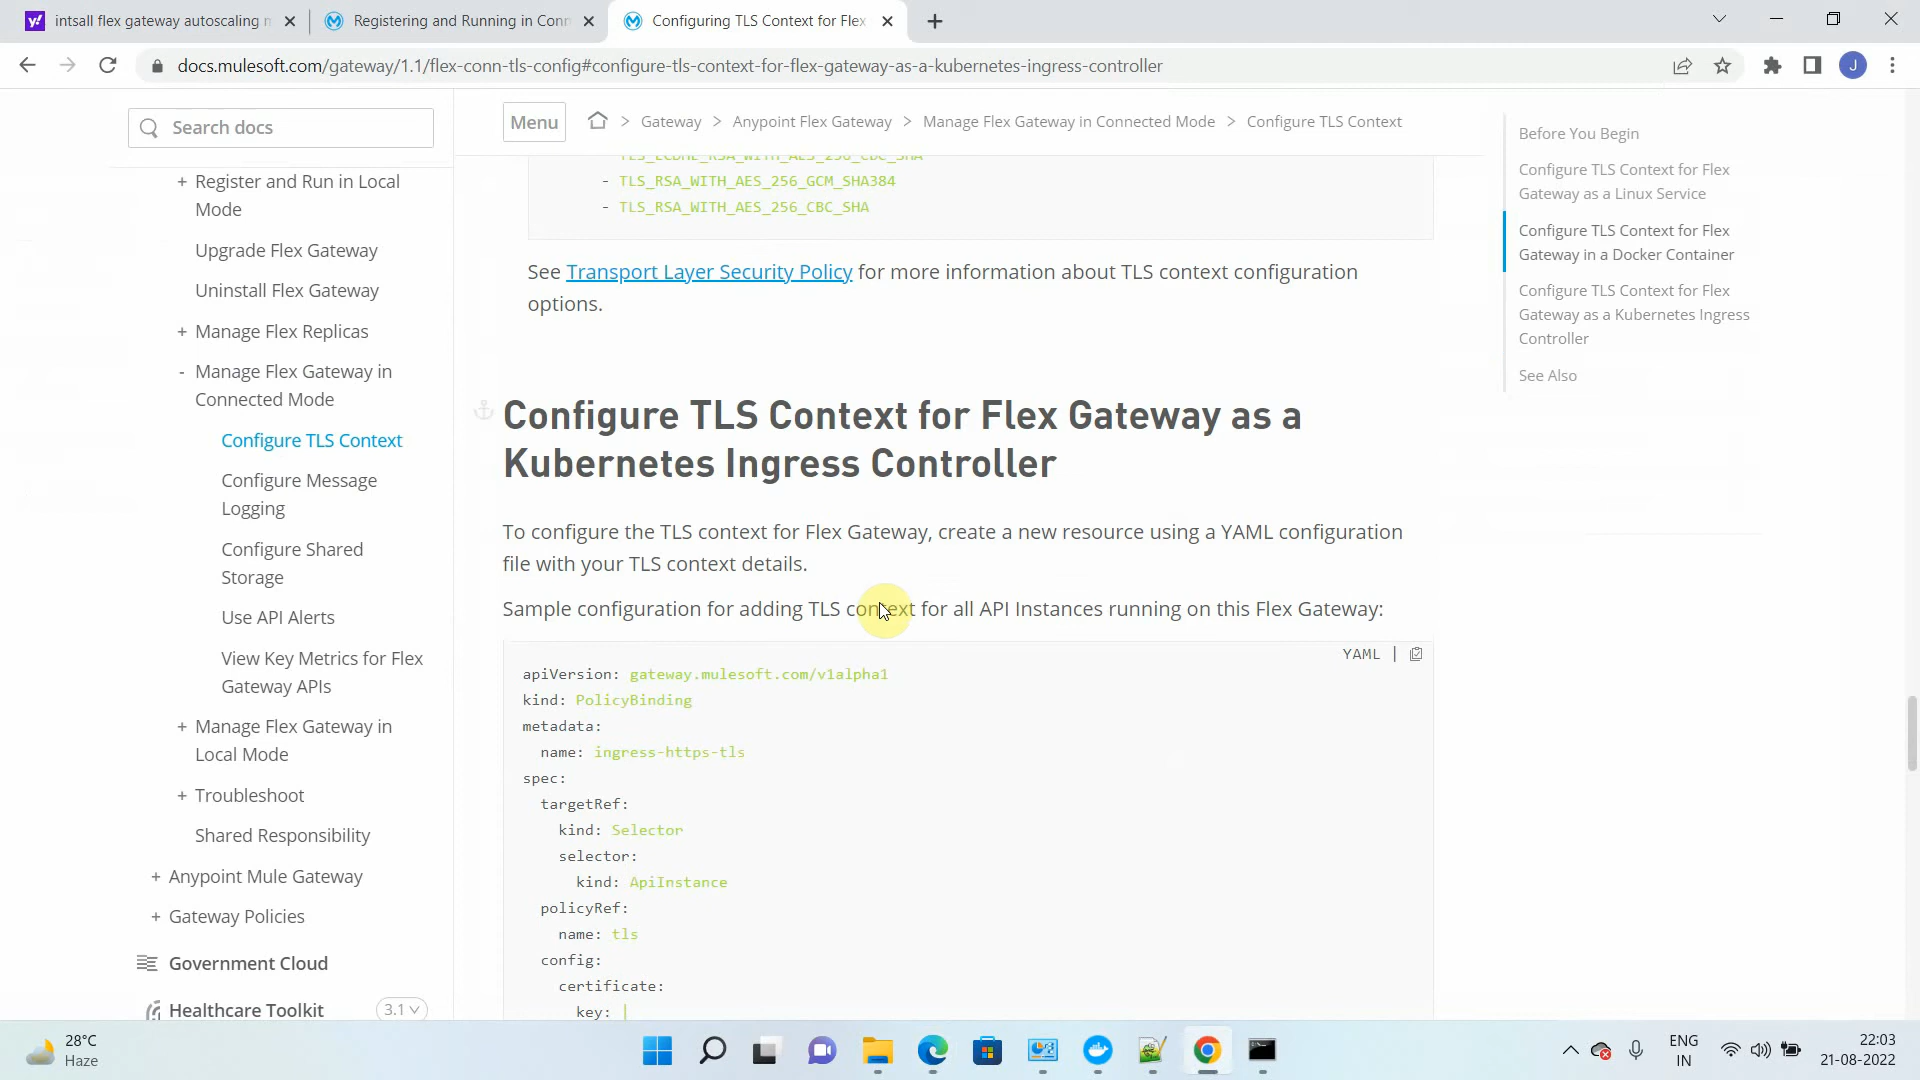 intsall flex gateway autoscaling
Registering and Running in Conn
Configuring TLS Context for Flex
docs.mulesoft.com/gateway/1.1/flex-conn-tls-config#configure-tls-context-for-flex-gateway-as-a-kubernetes-ingress-controller
J
Search docs
+ Register and Run in Local
Mode
Upgrade Flex Gateway
Uninstall Flex Gateway
+ Manage Flex Replicas
- Manage Flex Gateway in
Connected Mode
Configure TLS Context
Configure Message
Logging
Configure Shared
Storage
Use API Alerts
View Key Metrics for Flex
Gateway APIs
+ Manage Flex Gateway in
Local Mode
+ Troubleshoot
Shared Responsibility
+ Anypoint Mule Gateway
+ Gateway Policies
Government Cloud
Healthcare Toolkit 3.1
Menu > Gateway > Anypoint Flex Gateway > Manage Flex Gateway in Connected Mode > Configure TLS Context
TLS_ECDHE_RSA_WITH_AES_256_CBC_SHA
- TLS_RSA_WITH_AES_256_GCM_SHA384
- TLS_RSA_WITH_AES_256_CBC_SHA
See Transport Layer Security Policy for more information about TLS context configuration
options.
Configure TLS Context for Flex Gateway as a
Kubernetes Ingress Controller
To configure the TLS context for Flex Gateway, create a new resource using a YAML configuration
file with your TLS context details.
Sample configuration for adding TLS context for all API Instances running on this Flex Gateway:
YAML |
apiVersion: gateway.mulesoft.com/v1alpha1
kind: PolicyBinding
metadata:
name: ingress-https-tls
spec:
targetRef:
kind: Selector
selector:
kind: ApiInstance
policyRef:
name: tls
config:
certificate:
key: |
Before You Begin
Configure TLS Context for Flex
Gateway as a Linux Service
Configure TLS Context for Flex
Gateway in a Docker Container
Configure TLS Context for Flex
Gateway as a Kubernetes Ingress
Controller
See Also
28°C
Haze
ENG
IN
22:03
21-08-2022